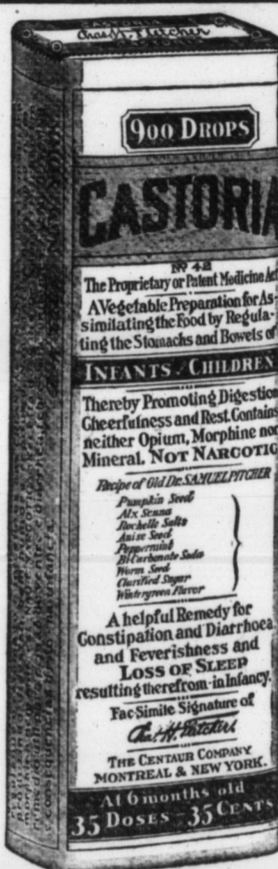 CASTORIA
Chas. H. Fletcher
900 DROPS
CASTORIA
Nº 42
The Proprietary or Patent Medicine Act
A Vegetable Preparation for As-
similating the Food by Regula-
ting the Stomachs and Bowels of
INFANTS / CHILDREN
Thereby Promoting Digestion
Cheerfulness and Rest. Contains
neither Opium, Morphine nor
Mineral. NOT NARCOTIC
Recipe of Old Dr. SAMUEL PITCHER
Pumpkin Seed
Alx Senna
Rochelle Salts
Anise Seed
Peppermint
Bi Carbonate Soda
Worm Seed
Clarified Sugar
Wintergreen Flavor
A helpful Remedy for
Constipation and Diarrhoea
and Feverishness and
LOSS OF SLEEP
resulting therefrom in Infancy.
Fac-Simile Signature of
Chas. H. Fletcher.
THE CENTAUR COMPANY
MONTREAL & NEW YORK.
At 6 months old
35 DOSES - 35 CENTS